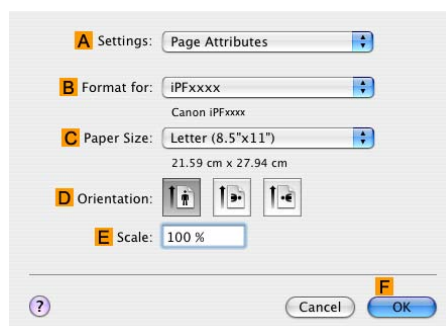 A Settings: Page Attributes
B Format for: iPFxxxx
Canon iPFxxxx
C Paper Size: Letter (8.5"x11")
21.59 cm x 27.94 cm
D Orientation:
E Scale: 100 %
F
? Cancel OK